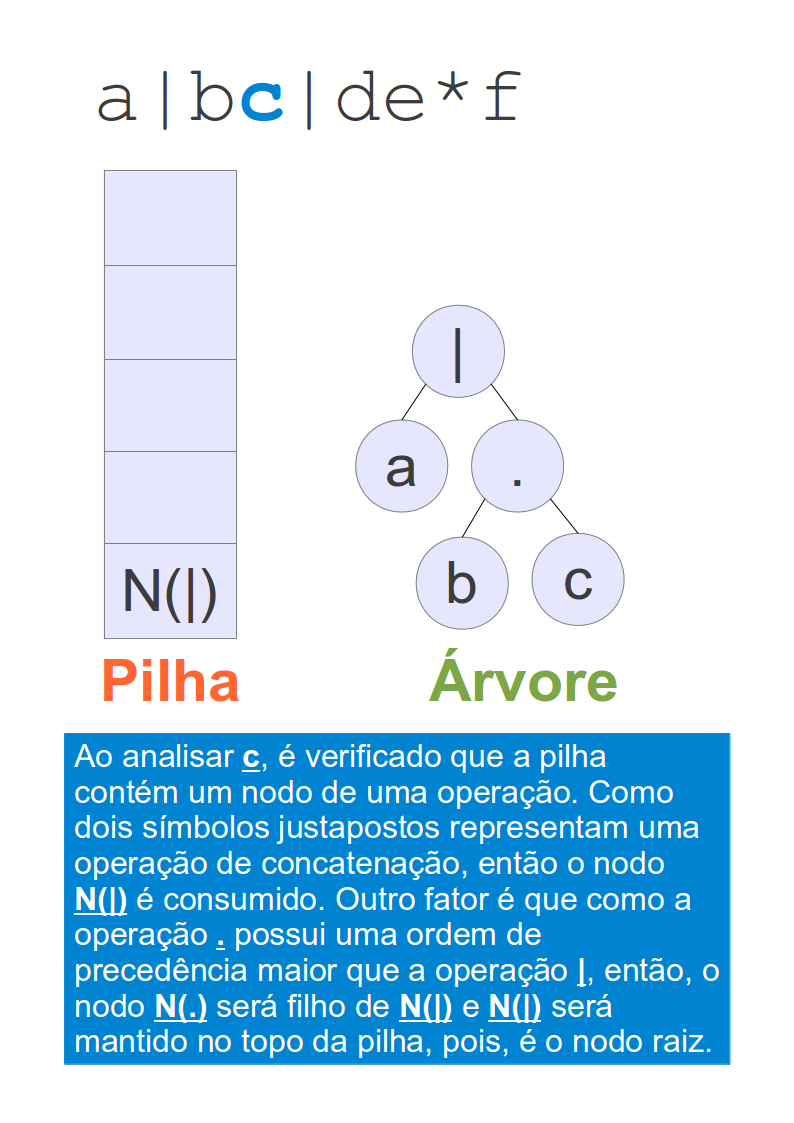 a|bc|de*f
|
a
.
b
c
N(|)
Pilha
Árvore
Ao analisar c, é verificado que a pilha
contém um nodo de uma operação. Como
dois símbolos justapostos representam uma
operação de concatenação, então o nodo
N(|) é consumido. Outro fator é que como a
operação . possui uma ordem de
precedência maior que a operação |, então, o
nodo N(.) será filho de N(|) e N(|) será
mantido no topo da pilha, pois, é o nodo raiz.